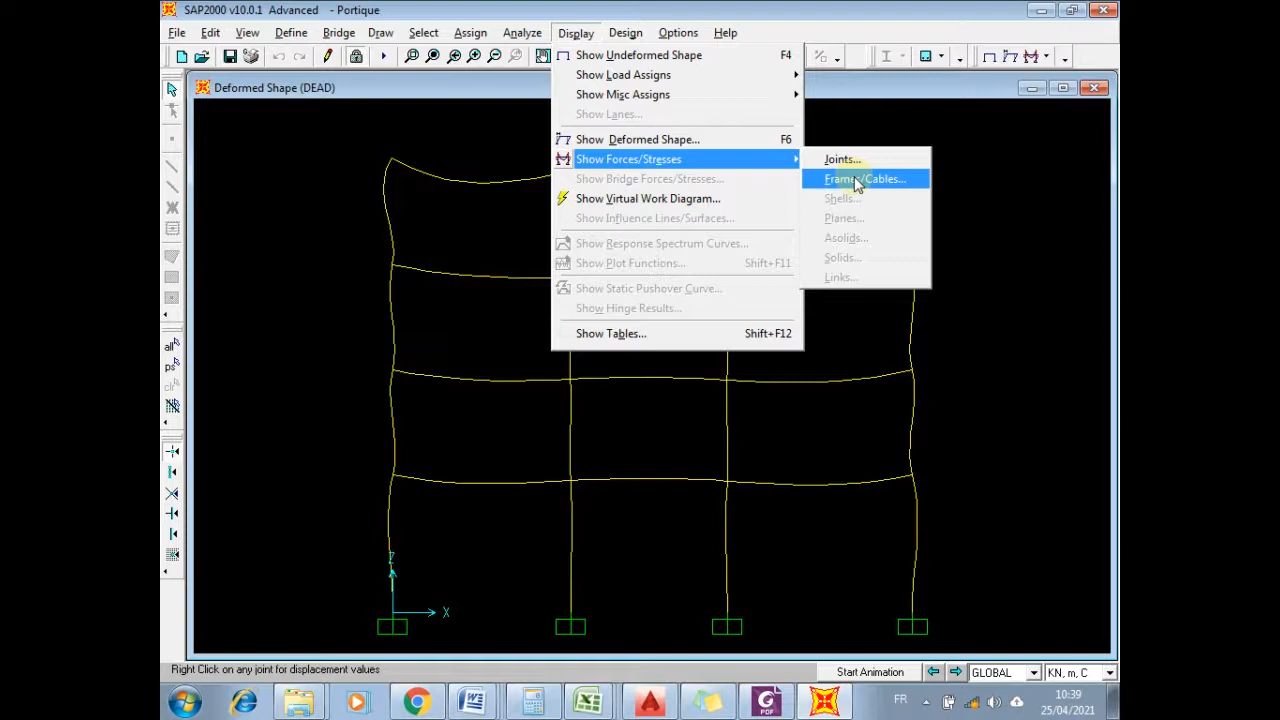 SAP2000 v10.0.1 Advanced - Portique
File Edit View Define Bridge Draw Select Assign Analyze Display Design Options Help
Deformed Shape (DEAD)
Show Undeformed Shape F4
Show Load Assigns
Show Misc Assigns
Show Lanes...
Show Deformed Shape... F6
Show Forces/Stresses
Show Bridge Forces/Stresses...
Show Virtual Work Diagram...
Show Influence Lines/Surfaces...
Show Response Spectrum Curves...
Show Plot Functions... Shift+F11
Show Static Pushover Curve...
Show Hinge Results...
Show Tables... Shift+F12
Joints...
Frames/Cables...
Shells...
Planes...
Asolids...
Solids...
Links...
all
ps
clr
Z
X
Right Click on any joint for displacement values
Start Animation
GLOBAL
KN, m, C
PDF
FR
10:39
25/04/2021